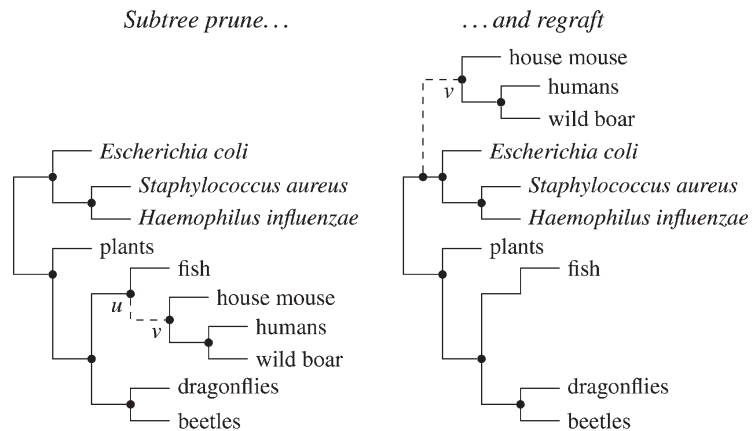 Subtree prune…
Escherichia coli
Staphylococcus aureus
Haemophilus influenzae
plants
fish
u
house mouse
v
humans
wild boar
dragonflies
beetles
…and regraft
house mouse
v
humans
wild boar
Escherichia coli
Staphylococcus aureus
Haemophilus influenzae
plants
fish
dragonflies
beetles